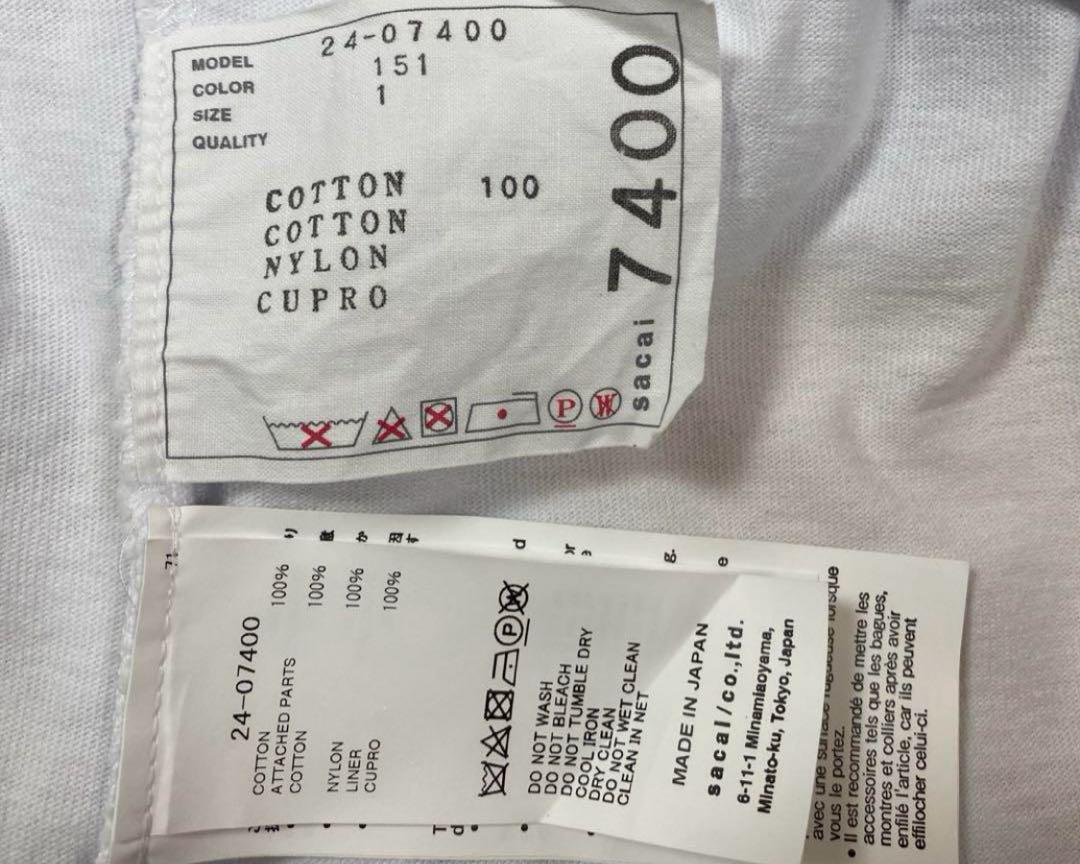 MODEL 24-07400
COLOR 151
SIZE 1
QUALITY
COTTON 100
COTTON
NYLON
CUPRO
P
W
sacai 7400
24-07400
COTTON 100%
ATTACHED PARTS
COTTON 100%
NYLON 100%
LINER
CUPRO 100%
P W
DO NOT WASH
DO NOT BLEACH
DO NOT TUMBLE DRY
COOL IRON
DRY CLEAN
DO NOT WET CLEAN
CLEAN IN NET
MADE IN JAPAN
sacai/co.,ltd.
6-11-1 Minamiaoyama,
Minato-ku, Tokyo, Japan
vous le portez.
• Il est recommandé de mettre les
accessoires tels que les bagues,
montres et colliers après avoir
enfilé l'article, car ils peuvent
effilocher celui-ci.